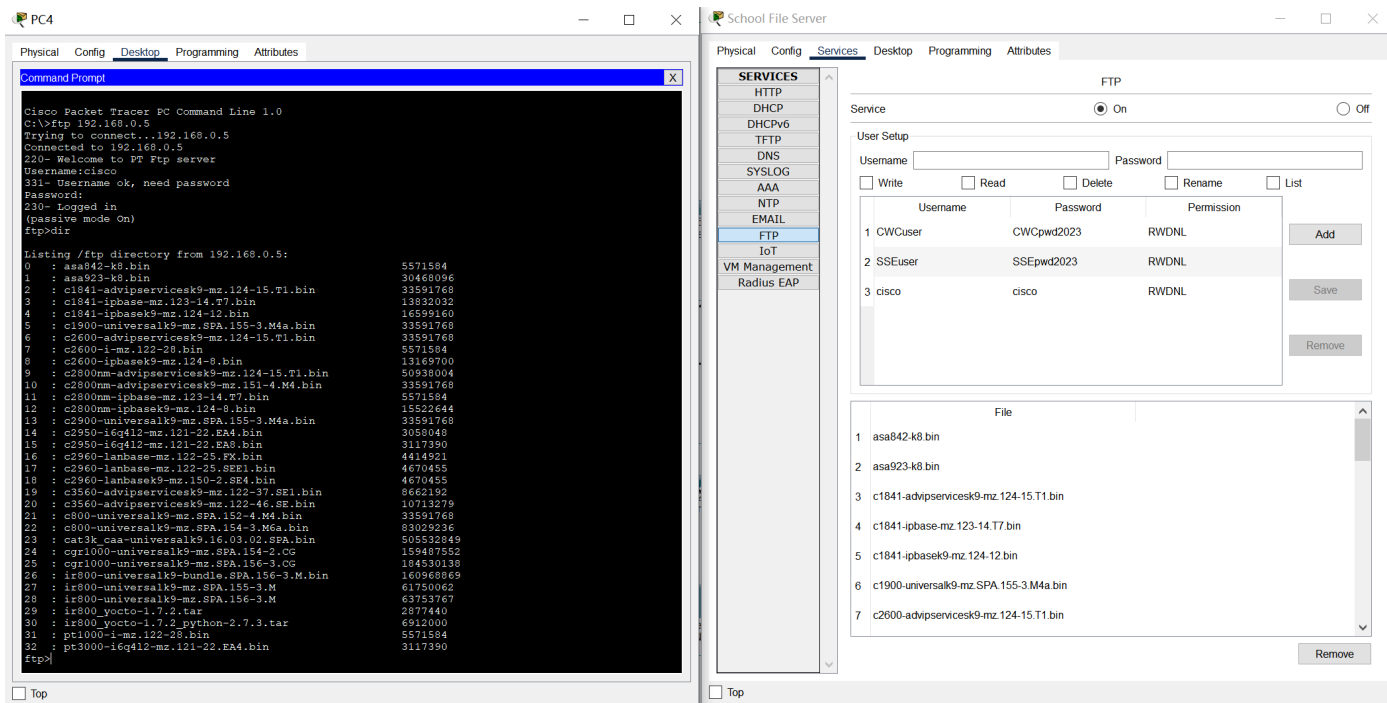 PC4
Physical Config Desktop Programming Attributes
Command Prompt X
Cisco Packet Tracer PC Command Line 1.0
C:\>ftp 192.168.0.5
Trying to connect...192.168.0.5
Connected to 192.168.0.5
220- Welcome to PT Ftp server
Username:cisco
331- Username ok, need password
Password:
230- Logged in
(passive mode On)
ftp>dir
Listing /ftp directory from 192.168.0.5:
0 : asa842-k8.bin 5571584
1 : asa923-k8.bin 30468096
2 : c1841-advipservicesk9-mz.124-15.T1.bin 33591768
3 : c1841-ipbase-mz.123-14.T7.bin 13832032
4 : c1841-ipbasek9-mz.124-12.bin 16599160
5 : c1900-universalk9-mz.SPA.155-3.M4a.bin 33591768
6 : c2600-advipservicesk9-mz.124-15.T1.bin 33591768
7 : c2600-i-mz.122-28.bin 5571584
8 : c2600-ipbasek9-mz.124-8.bin 13169700
9 : c2800nm-advipservicesk9-mz.124-15.T1.bin 50938004
10 : c2800nm-advipservicesk9-mz.151-4.M4.bin 33591768
11 : c2800nm-ipbase-mz.123-14.T7.bin 5571584
12 : c2800nm-ipbasek9-mz.124-8.bin 15522644
13 : c2900-universalk9-mz.SPA.155-3.M4a.bin 33591768
14 : c2950-i6q4l2-mz.121-22.EA4.bin 3058048
15 : c2950-i6q4l2-mz.121-22.EA8.bin 3117390
16 : c2960-lanbase-mz.122-25.FX.bin 4414921
17 : c2960-lanbase-mz.122-25.SEE1.bin 4670455
18 : c2960-lanbasek9-mz.150-2.SE4.bin 4670455
19 : c3560-advipservicesk9-mz.122-37.SE1.bin 8662192
20 : c3560-advipservicesk9-mz.122-46.SE.bin 10713279
21 : c800-universalk9-mz.SPA.152-4.M4.bin 33591768
22 : c800-universalk9-mz.SPA.154-3.M6a.bin 83029236
23 : cat3k_caa-universalk9.16.03.02.SPA.bin 505532849
24 : cgr1000-universalk9-mz.SPA.154-2.CG 159487552
25 : cgr1000-universalk9-mz.SPA.156-3.CG 184530138
26 : ir800-universalk9-bundle.SPA.156-3.M.bin 160968869
27 : ir800-universalk9-mz.SPA.155-3.M 61750062
28 : ir800-universalk9-mz.SPA.156-3.M 63753767
29 : ir800_yocto-1.7.2.tar 2877440
30 : ir800_yocto-1.7.2_python-2.7.3.tar 6912000
31 : pt1000-i-mz.122-28.bin 5571584
32 : pt3000-i6q4l2-mz.121-22.EA4.bin 3117390
ftp>
Top
School File Server
Physical Config Services Desktop Programming Attributes
SERVICES
HTTP
DHCP
DHCPv6
TFTP
DNS
SYSLOG
AAA
NTP
EMAIL
FTP
IoT
VM Management
Radius EAP
FTP
Service On Off
User Setup
Username Password
Write Read Delete Rename List
Username Password Permission
1 CWCuser CWCpwd2023 RWDNL
2 SSEuser SSEpwd2023 RWDNL
3 cisco cisco RWDNL
Add
Save
Remove
File
1 asa842-k8.bin
2 asa923-k8.bin
3 c1841-advipservicesk9-mz.124-15.T1.bin
4 c1841-ipbase-mz.123-14.T7.bin
5 c1841-ipbasek9-mz.124-12.bin
6 c1900-universalk9-mz.SPA.155-3.M4a.bin
7 c2600-advipservicesk9-mz.124-15.T1.bin
Remove
Top